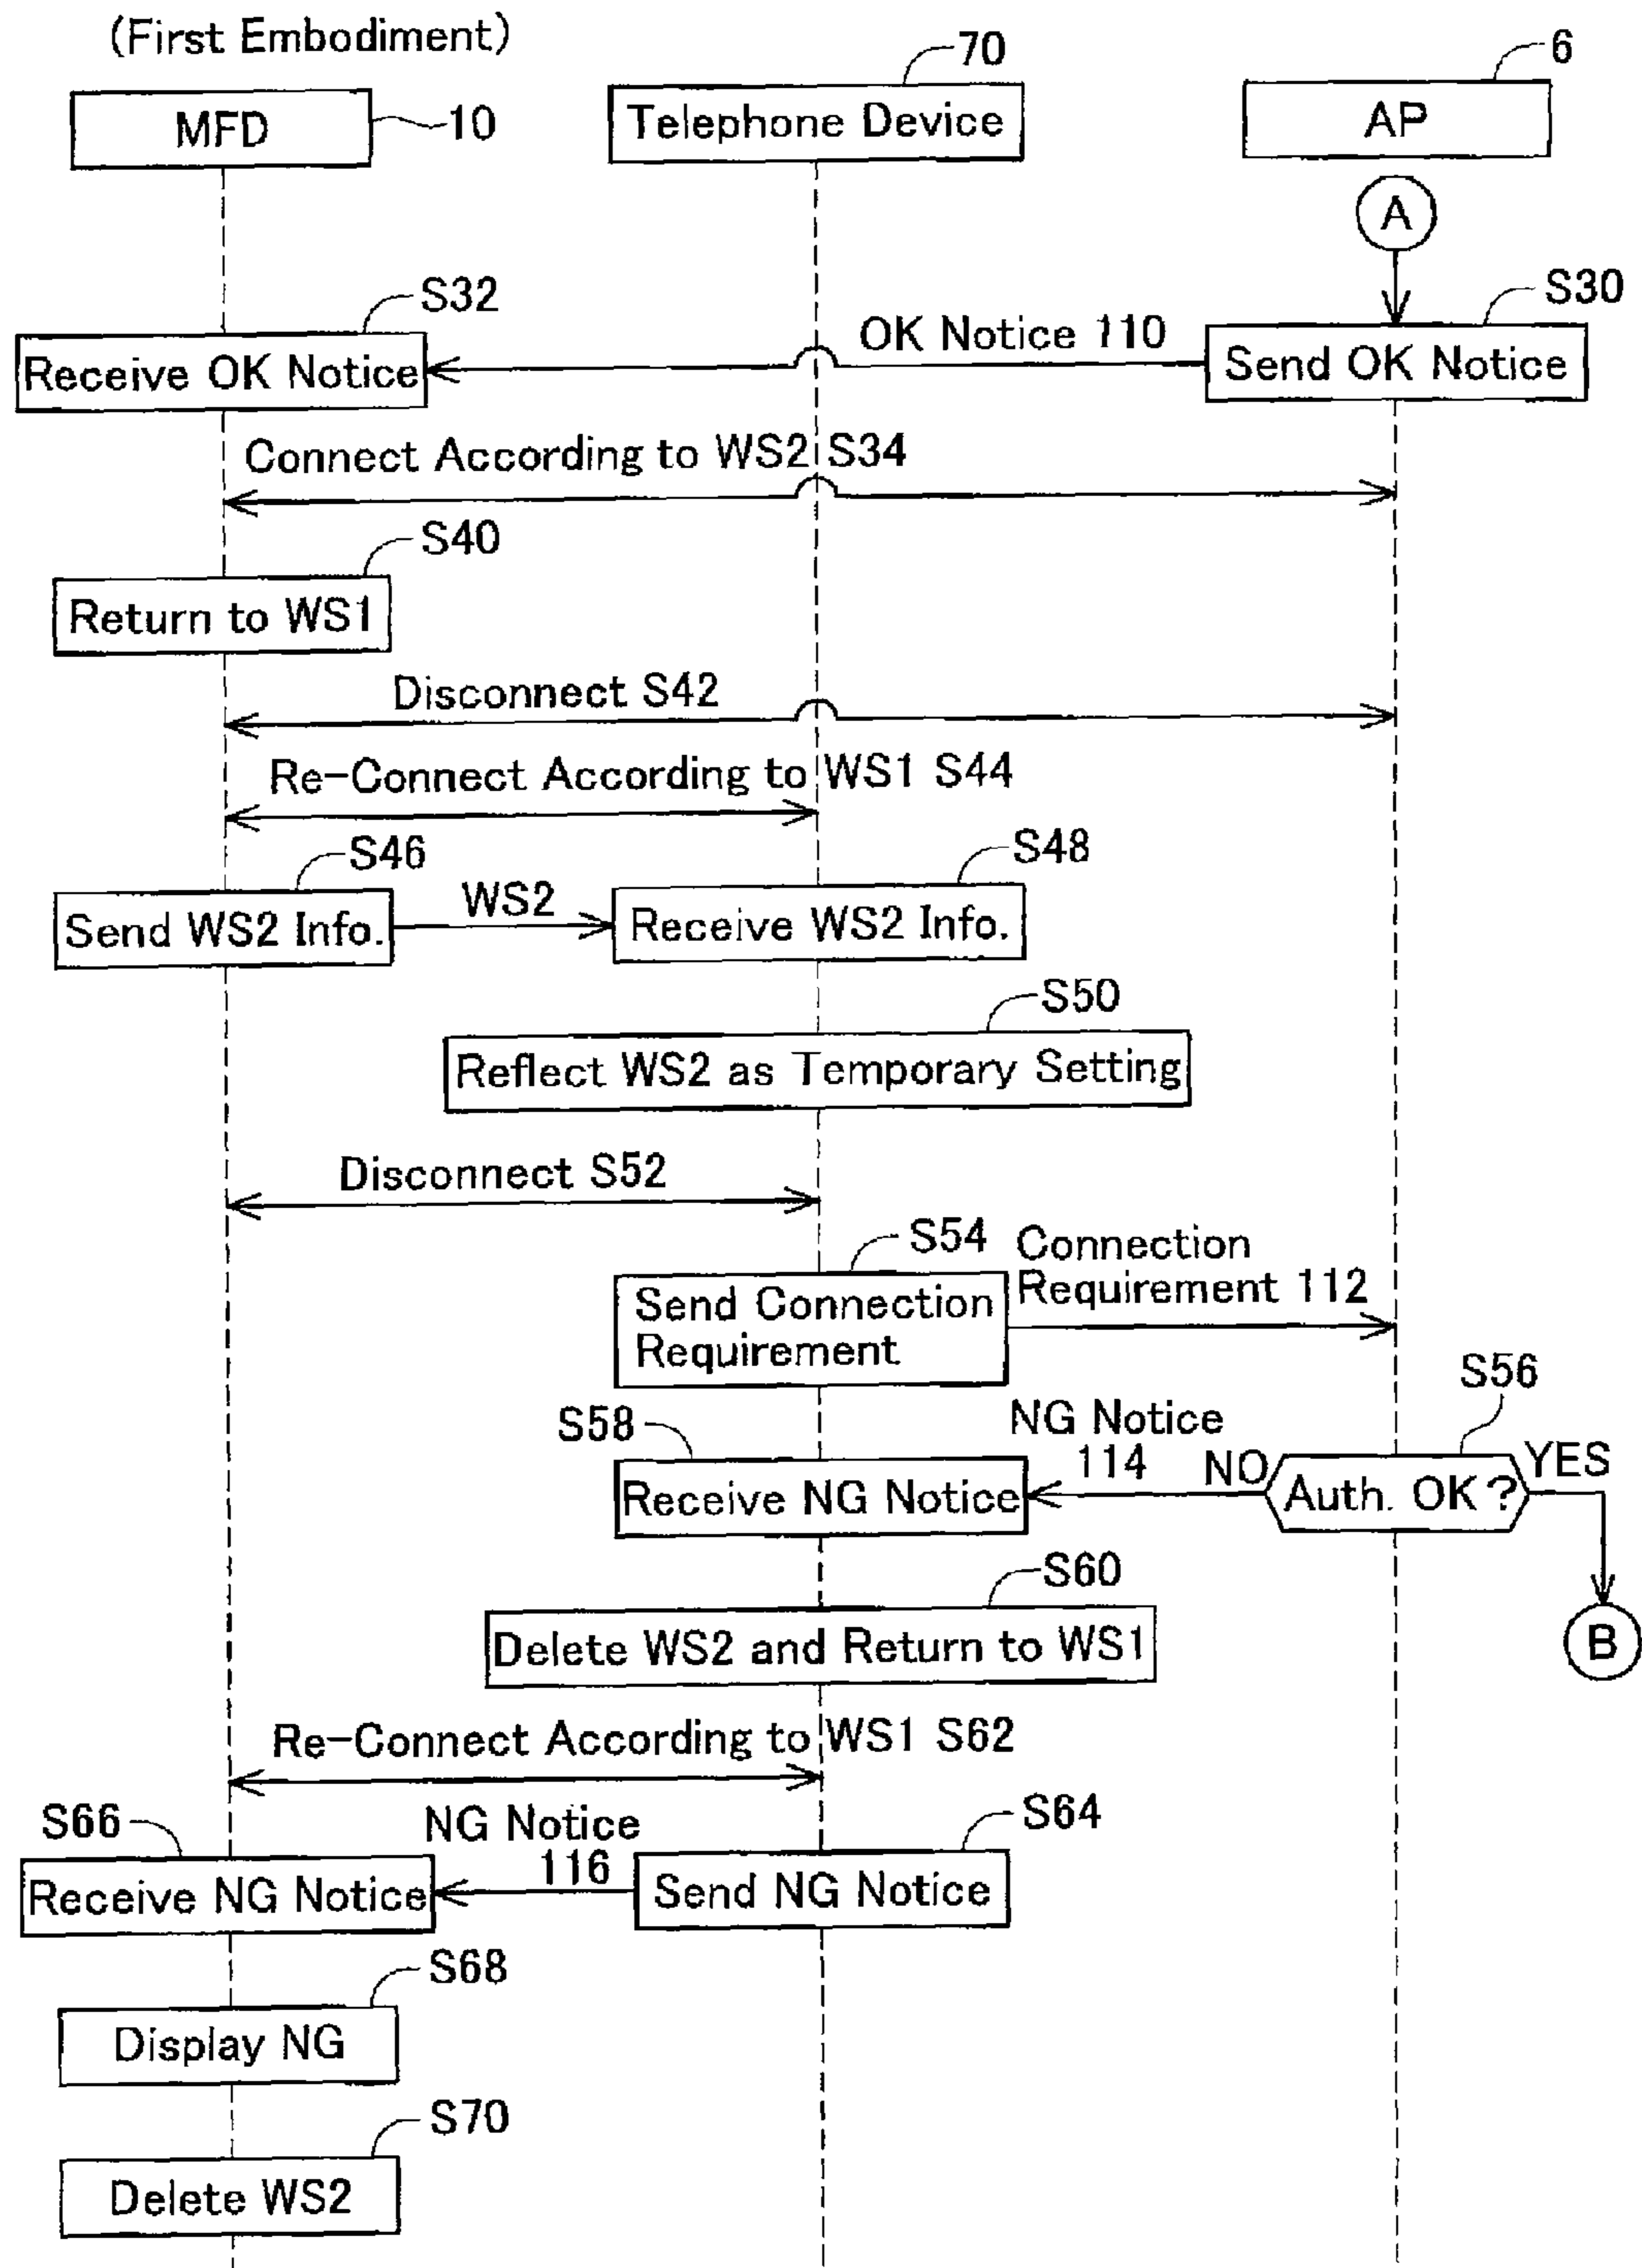 (First Embodiment)
MFD
10
70
Telephone Device
6
AP
A
S32
Receive OK Notice
OK Notice 110
S30
Send OK Notice
Connect According to WS2 S34
S40
Return to WS1
Disconnect S42
Re-Connect According to WS1 S44
S46
Send WS2 Info.
WS2
S48
Receive WS2 Info.
S50
Reflect WS2 as Temporary Setting
Disconnect S52
S54
Send Connection
Requirement
Connection
Requirement 112
S56
Auth. OK ?
NO
YES
B
NG Notice
114
S58
Receive NG Notice
S60
Delete WS2 and Return to WS1
Re-Connect According to WS1 S62
S66
Receive NG Notice
NG Notice
116
S64
Send NG Notice
S68
Display NG
S70
Delete WS2